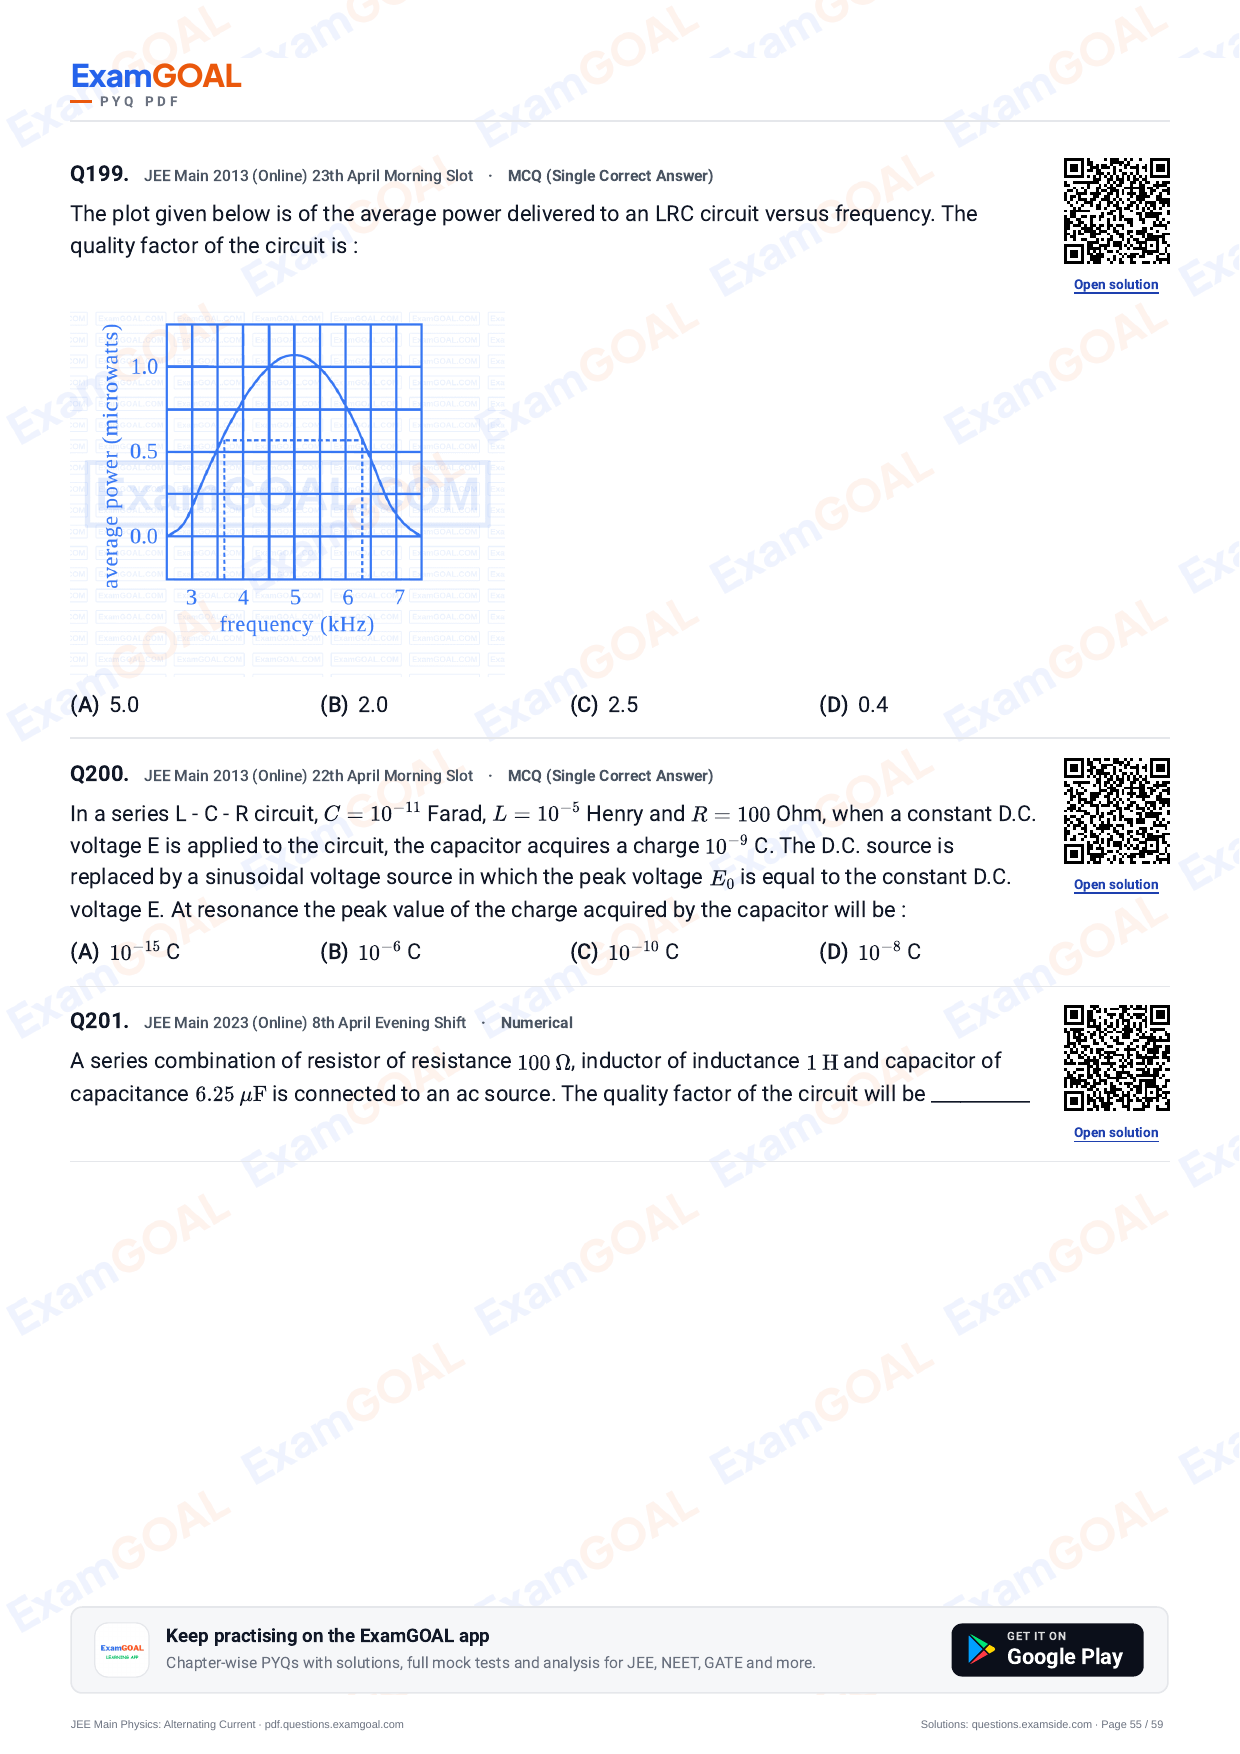 ExamGOAL
PYQ PDF
Q199. JEE Main 2013 (Online) 23th April Morning Slot · MCQ (Single Correct Answer)
The plot given below is of the average power delivered to an LRC circuit versus frequency. The
quality factor of the circuit is :
Open solution
average power (microwatts)
1.0
0.5
0.0
3 4 5 6 7
frequency (kHz)
ExamGOAL.COM
(A) 5.0 (B) 2.0 (C) 2.5 (D) 0.4
Q200. JEE Main 2013 (Online) 22th April Morning Slot · MCQ (Single Correct Answer)
In a series L - C - R circuit, $C = 10^{-11}$ Farad, $L = 10^{-5}$ Henry and $R = 100$ Ohm, when a constant D.C.
voltage E is applied to the circuit, the capacitor acquires a charge $10^{-9}$ C. The D.C. source is
replaced by a sinusoidal voltage source in which the peak voltage $E_0$ is equal to the constant D.C.
voltage E. At resonance the peak value of the charge acquired by the capacitor will be :
Open solution
(A) $10^{-15}$ C (B) $10^{-6}$ C (C) $10^{-10}$ C (D) $10^{-8}$ C
Q201. JEE Main 2023 (Online) 8th April Evening Shift · Numerical
A series combination of resistor of resistance 100 Ω, inductor of inductance 1 H and capacitor of
capacitance 6.25 μF is connected to an ac source. The quality factor of the circuit will be _________
Open solution
ExamGOAL
LEARNING APP
Keep practising on the ExamGOAL app
Chapter-wise PYQs with solutions, full mock tests and analysis for JEE, NEET, GATE and more.
GET IT ON
Google Play
JEE Main Physics: Alternating Current · pdf.questions.examgoal.com
Solutions: questions.examside.com · Page 55 / 59